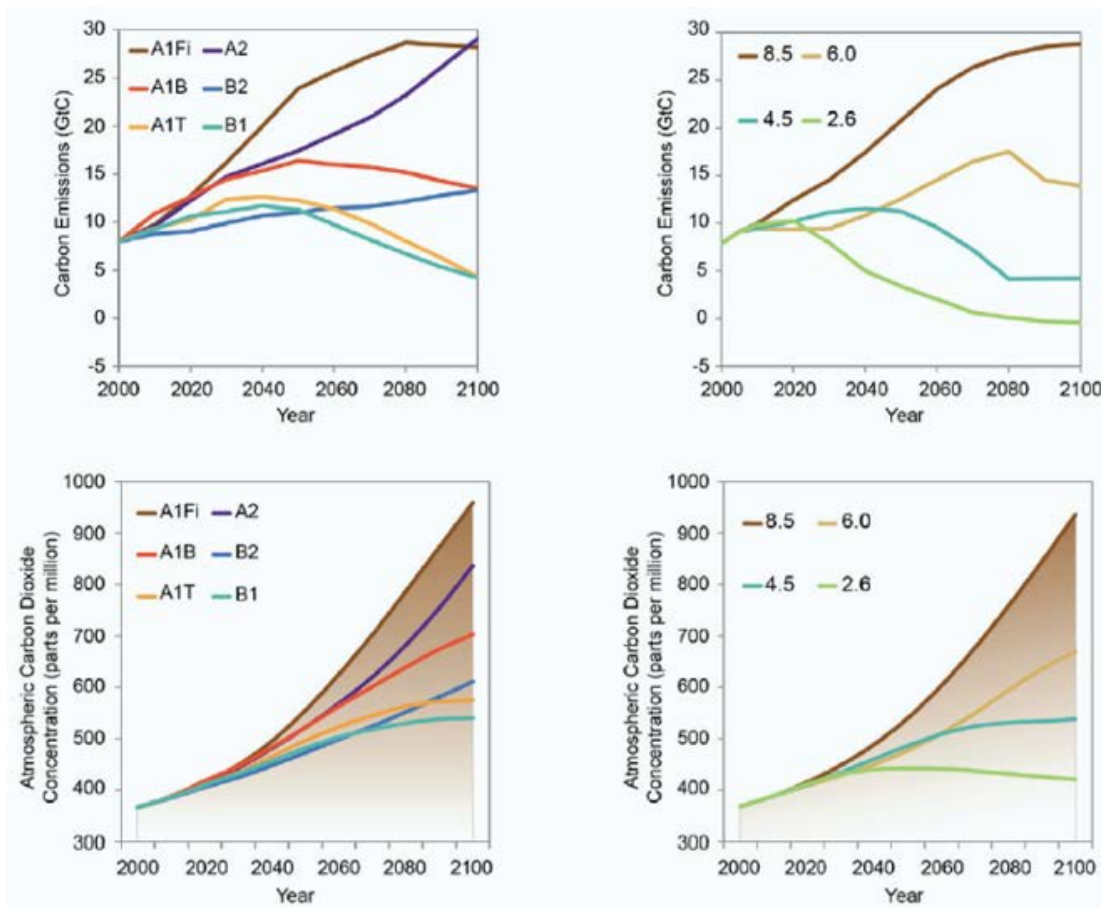 30
25
20
15
10
5
0
-5
Carbon Emissions (GtC)
A1Fi A2
A1B B2
A1T B1
2000 2020 2040 2060 2080 2100
Year
30
25
20
15
10
5
0
-5
Carbon Emissions (GtC)
8.5 6.0
4.5 2.6
2000 2020 2040 2060 2080 2100
Year
1000
900
800
700
600
500
400
300
Atmospheric Carbon Dioxide
Concentration (parts per million)
A1Fi A2
A1B B2
A1T B1
2000 2020 2040 2060 2080 2100
Year
1000
900
800
700
600
500
400
300
Atmospheric Carbon Dioxide
Concentration (parts per million)
8.5 6.0
4.5 2.6
2000 2020 2040 2060 2080 2100
Year